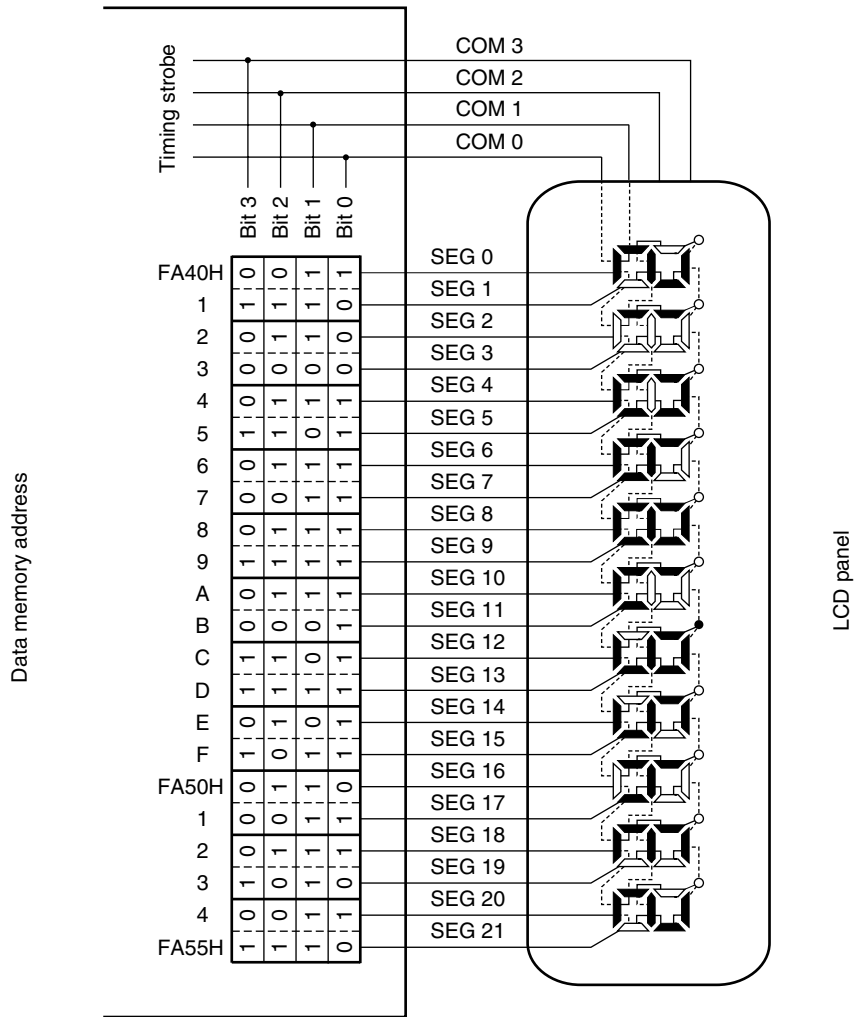 Timing strobe
COM 3
COM 2
COM 1
COM 0
Bit 3 Bit 2 Bit 1 Bit 0
Data memory address
FA40H 0 0 1 1 SEG 0
1 1 1 1 0 SEG 1
2 0 1 1 0 SEG 2
3 0 0 0 0 SEG 3
4 0 1 1 1 SEG 4
5 1 1 0 1 SEG 5
6 0 1 1 1 SEG 6
7 0 0 1 1 SEG 7
8 0 1 1 1 SEG 8
9 1 1 1 1 SEG 9
A 0 1 1 1 SEG 10
B 0 0 0 1 SEG 11
C 1 1 0 1 SEG 12
D 1 1 1 1 SEG 13
E 0 1 0 1 SEG 14
F 1 0 1 1 SEG 15
FA50H 0 1 1 0 SEG 16
1 0 0 1 1 SEG 17
2 0 1 1 1 SEG 18
3 1 0 1 0 SEG 19
4 0 0 1 1 SEG 20
FA55H 1 1 1 0 SEG 21
LCD panel